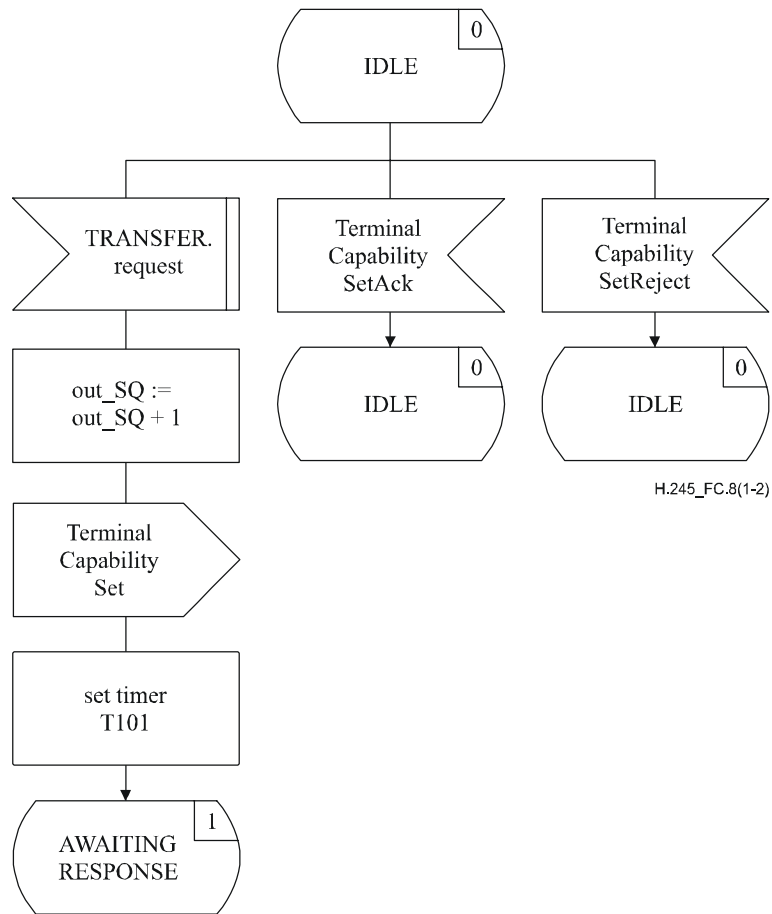 0
IDLE
TRANSFER.
request
Terminal
Capability
SetAck
Terminal
Capability
SetReject
out_SQ :=
out_SQ + 1
0
IDLE
0
IDLE
H.245_FC.8(1-2)
Terminal
Capability
Set
set timer
T101
1
AWAITING
RESPONSE